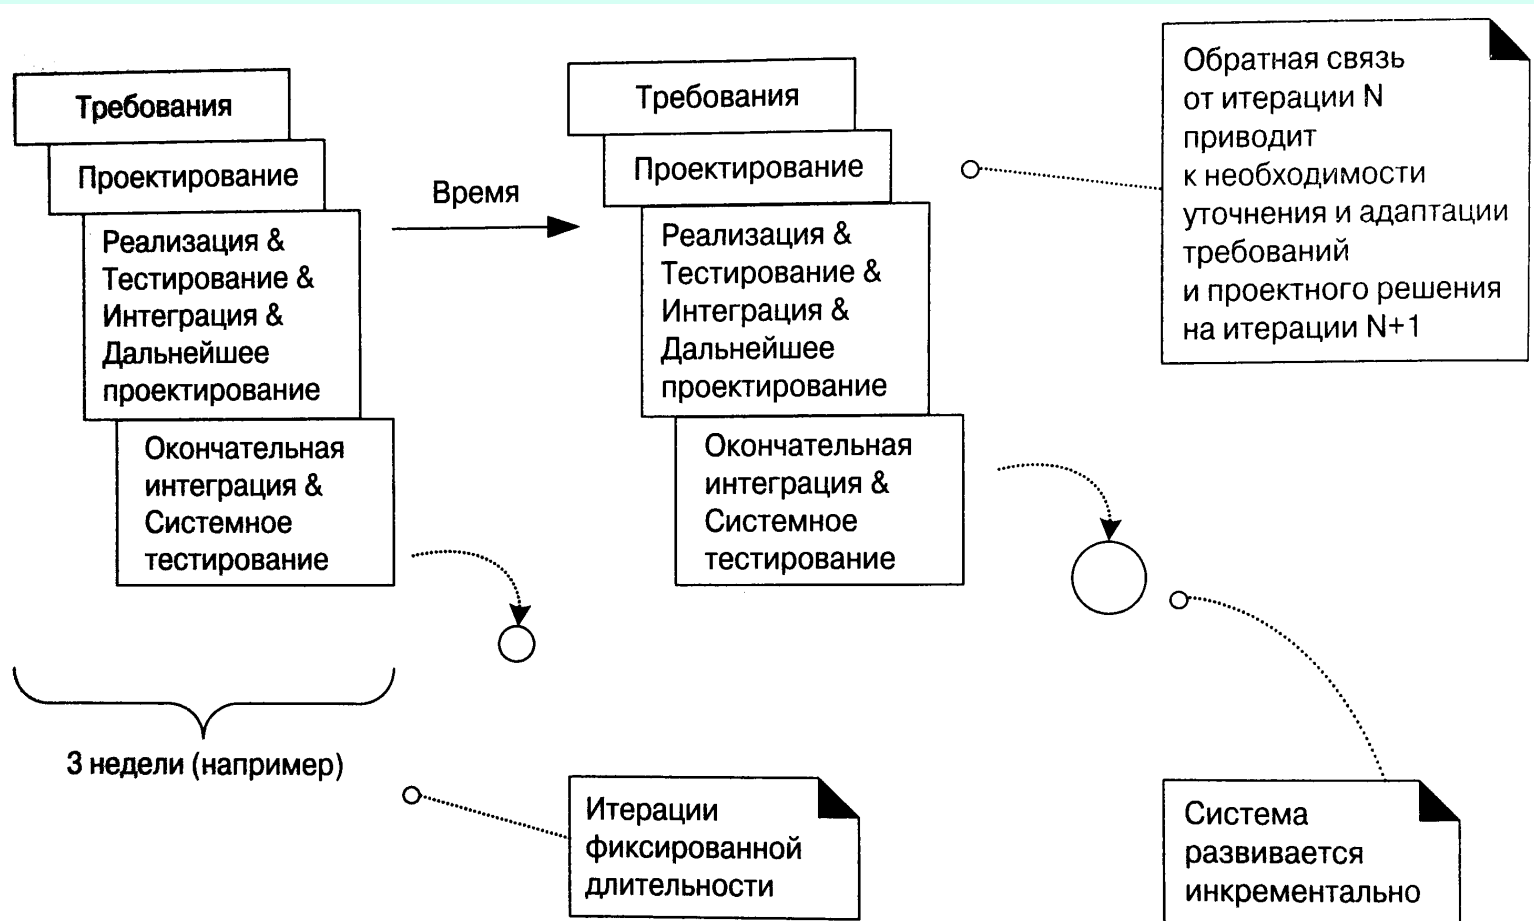 Требования
Проектирование
Реализация &
Тестирование &
Интеграция &
Дальнейшее
проектирование
Окончательная
интеграция &
Системное
тестирование
3 недели (например)
Время
Требования
Проектирование
Реализация &
Тестирование &
Интеграция &
Дальнейшее
проектирование
Окончательная
интеграция &
Системное
тестирование
Обратная связь
от итерации N
приводит
к необходимости
уточнения и адаптации
требований
и проектного решения
на итерации N+1
Итерации
фиксированной
длительности
Система
развивается
инкрементально